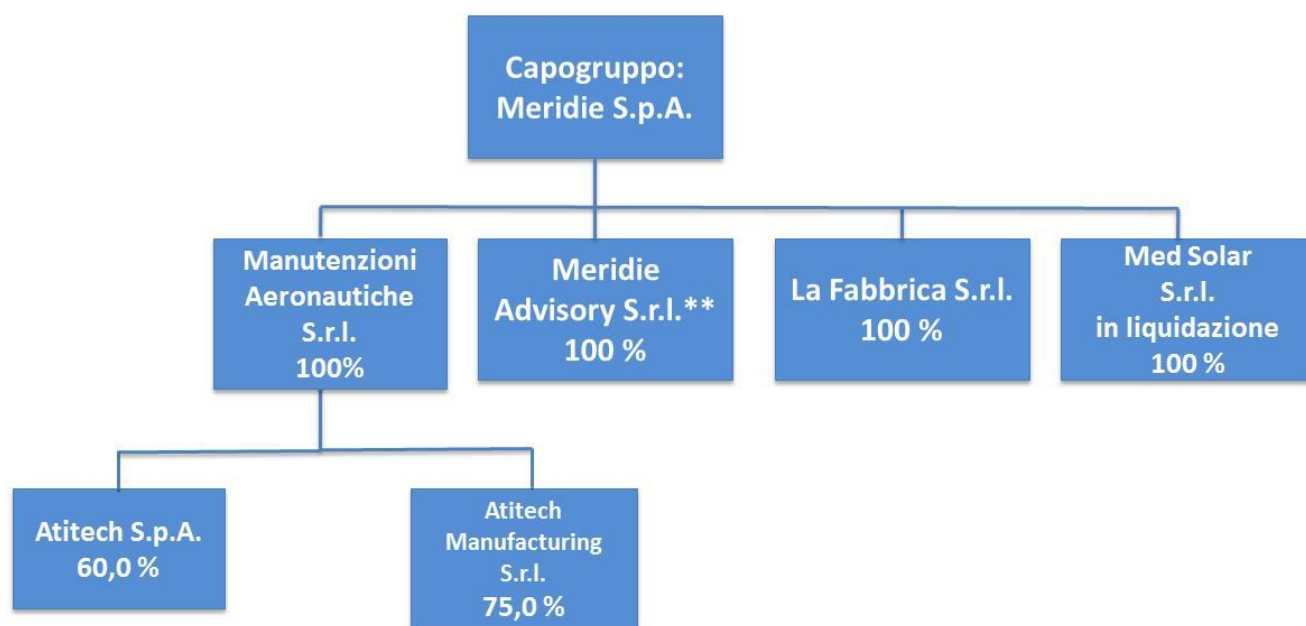 Capogruppo:
Meridie S.p.A.
Manutenzioni
Aeronautiche
S.r.l.
100%
Meridie
Advisory S.r.l.**
100 %
La Fabbrica S.r.l.
100 %
Med Solar
S.r.l.
in liquidazione
100 %
Atitech S.p.A.
60,0 %
Atitech
Manufacturing
S.r.l.
75,0 %